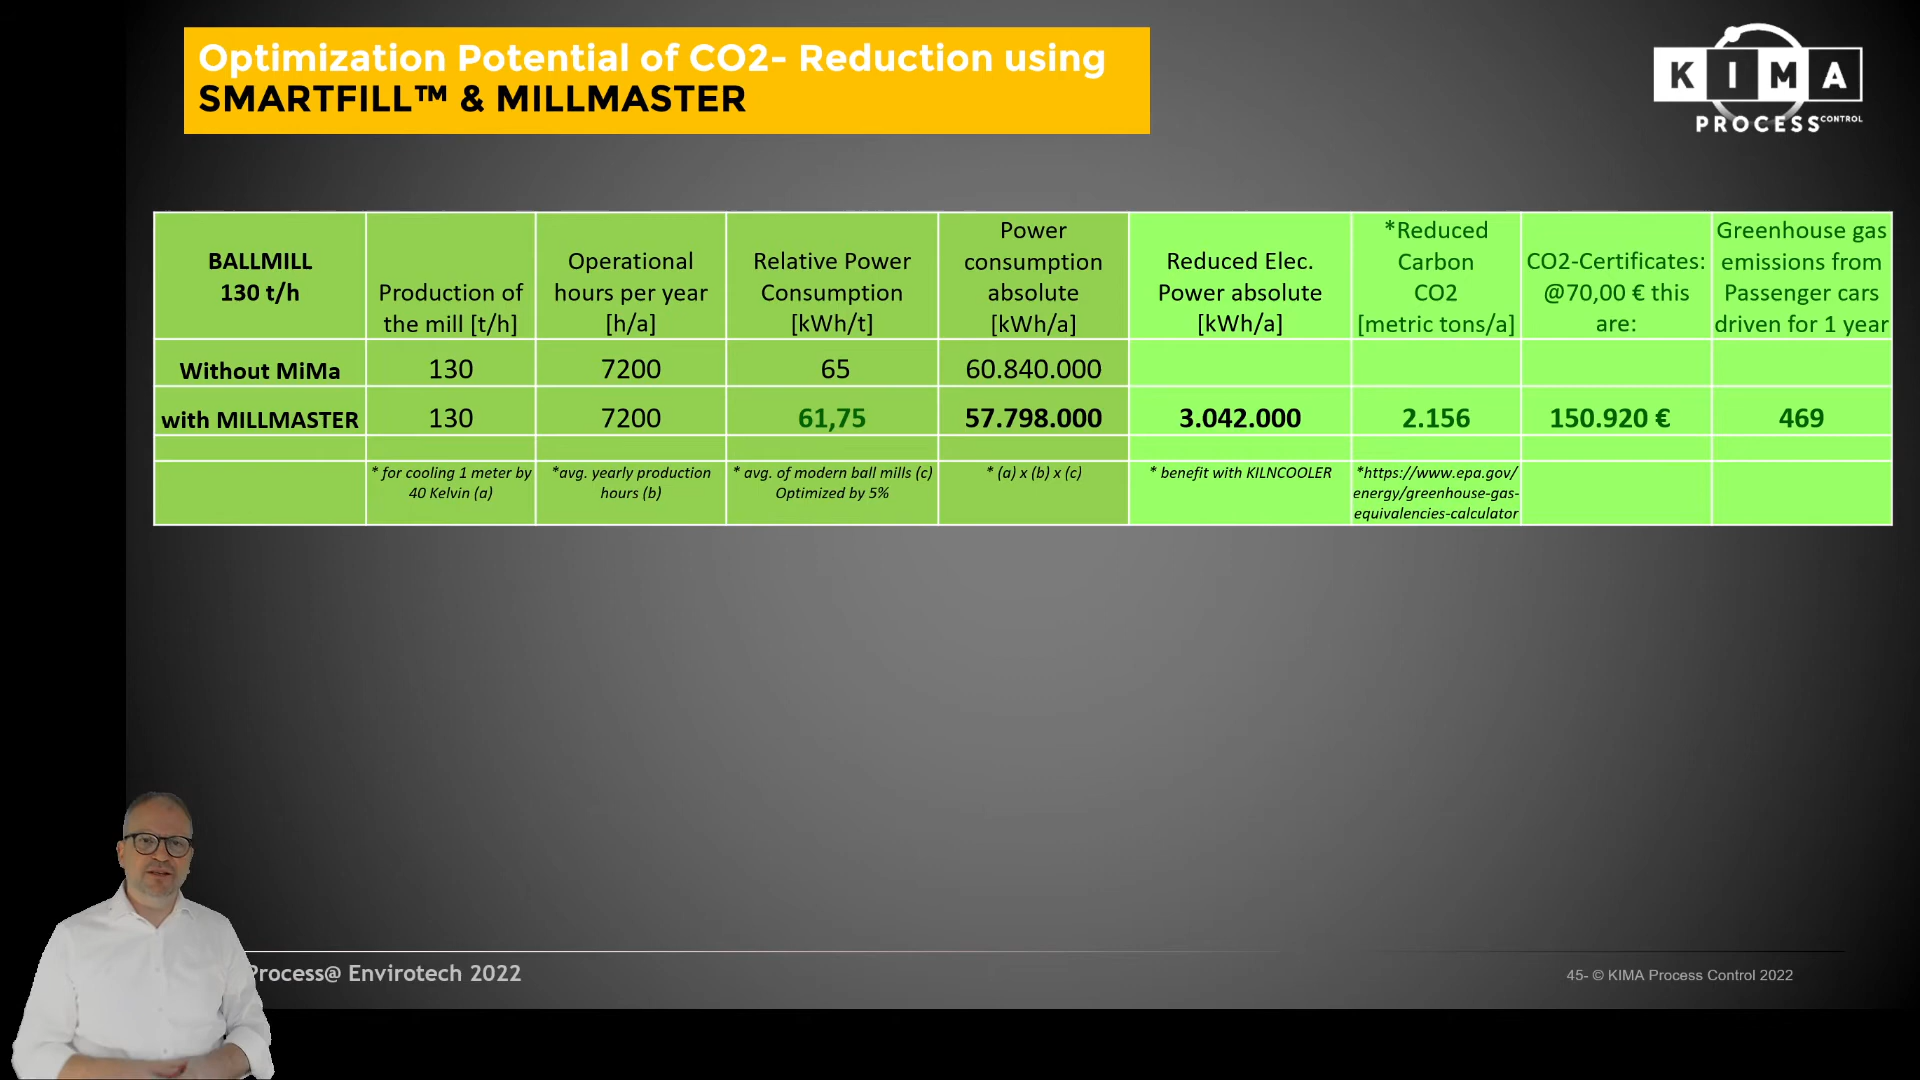 Optimization Potential of CO2- Reduction using
SMARTFILL™ & MILLMASTER
KIMA
PROCESS CONTROL
BALLMILL
130 t/h
Production of
the mill [t/h]
Operational
hours per year
[h/a]
Relative Power
Consumption
[kWh/t]
Power
consumption
absolute
[kWh/a]
Reduced Elec.
Power absolute
[kWh/a]
*Reduced
Carbon
CO2
[metric tons/a]
CO2-Certificates:
@70,00 € this
are:
Greenhouse gas
emissions from
Passenger cars
driven for 1 year
Without MiMa 130 7200 65 60.840.000
with MILLMASTER 130 7200 61,75 57.798.000 3.042.000 2.156 150.920 € 469
* for cooling 1 meter by
40 Kelvin (a)
*avg. yearly production
hours (b)
* avg. of modern ball mills (c)
Optimized by 5%
* (a) x (b) x (c)
* benefit with KILNCOOLER
*https://www.epa.gov/
energy/greenhouse-gas-
equivalencies-calculator
Process@ Envirotech 2022
45- © KIMA Process Control 2022